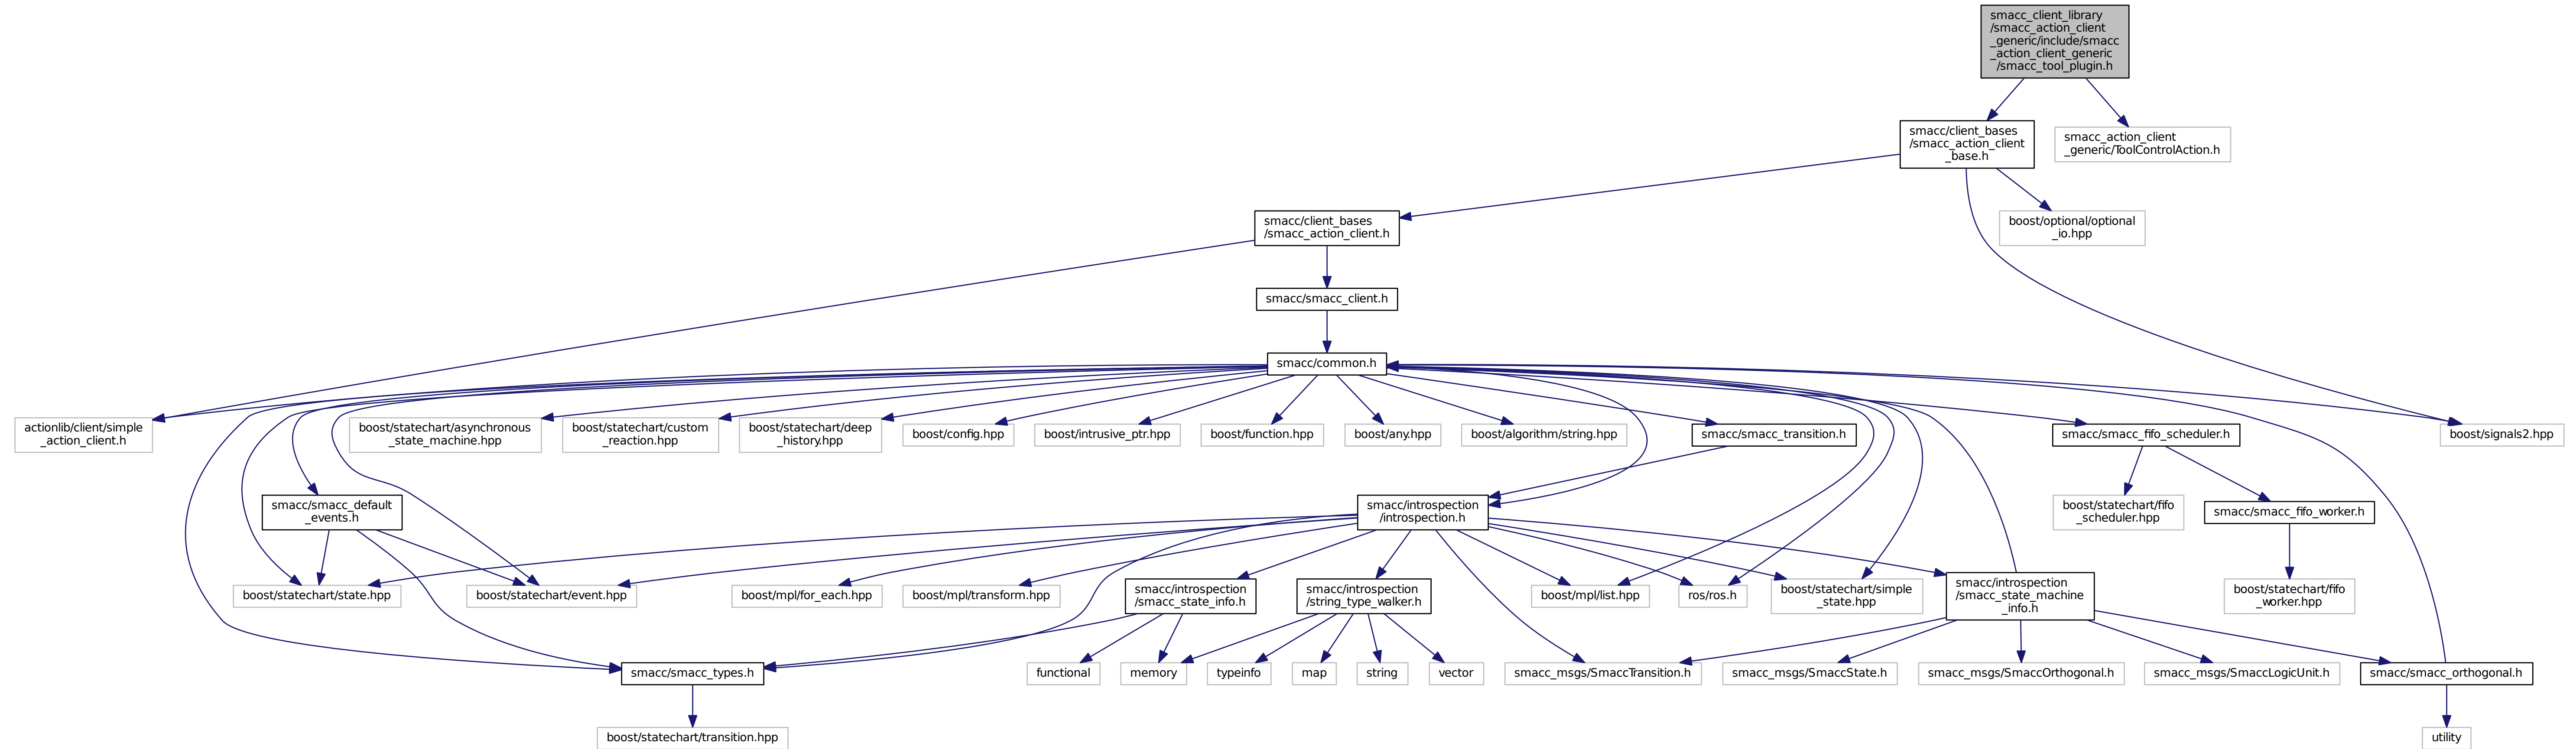 smacc_client_library
/smacc_action_client
_generic/include/smacc
_action_client_generic
/smacc_tool_plugin.h
smacc/client_bases
/smacc_action_client
_base.h
smacc_action_client
_generic/ToolControlAction.h
smacc/client_bases
/smacc_action_client.h
boost/optional/optional
_io.hpp
smacc/smacc_client.h
smacc/common.h
actionlib/client/simple
_action_client.h
boost/statechart/asynchronous
_state_machine.hpp
boost/statechart/custom
_reaction.hpp
boost/statechart/deep
_history.hpp
boost/config.hpp
boost/intrusive_ptr.hpp
boost/function.hpp
boost/any.hpp
boost/algorithm/string.hpp
smacc/smacc_transition.h
smacc/smacc_fifo_scheduler.h
boost/signals2.hpp
smacc/smacc_default
_events.h
smacc/introspection
/introspection.h
boost/statechart/fifo
_scheduler.hpp
smacc/smacc_fifo_worker.h
boost/statechart/state.hpp
boost/statechart/event.hpp
boost/mpl/for_each.hpp
boost/mpl/transform.hpp
smacc/introspection
/smacc_state_info.h
smacc/introspection
/string_type_walker.h
boost/mpl/list.hpp
ros/ros.h
boost/statechart/simple
_state.hpp
smacc/introspection
/smacc_state_machine
_info.h
boost/statechart/fifo
_worker.hpp
smacc/smacc_types.h
functional
memory
typeinfo
map
string
vector
smacc_msgs/SmaccTransition.h
smacc_msgs/SmaccState.h
smacc_msgs/SmaccOrthogonal.h
smacc_msgs/SmaccLogicUnit.h
smacc/smacc_orthogonal.h
boost/statechart/transition.hpp
utility